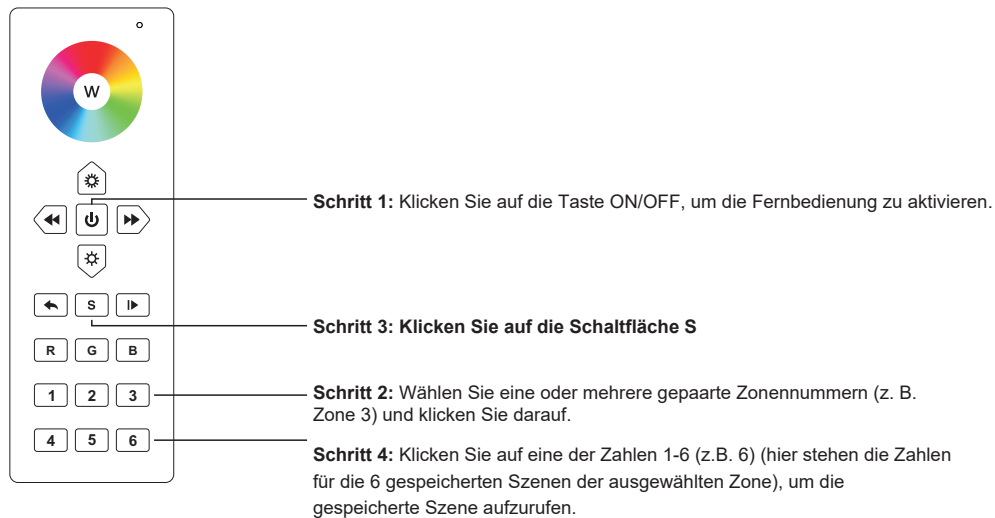 W
Schritt 1: Klicken Sie auf die Taste ON/OFF, um die Fernbedienung zu aktivieren.
S
Schritt 3: Klicken Sie auf die Schaltfläche S
R G B
1 2 3
Schritt 2: Wählen Sie eine oder mehrere gepaarte Zonennummern (z. B.
Zone 3) und klicken Sie darauf.
4 5 6
Schritt 4: Klicken Sie auf eine der Zahlen 1-6 (z.B. 6) (hier stehen die Zahlen
für die 6 gespeicherten Szenen der ausgewählten Zone), um die
gespeicherte Szene aufzurufen.